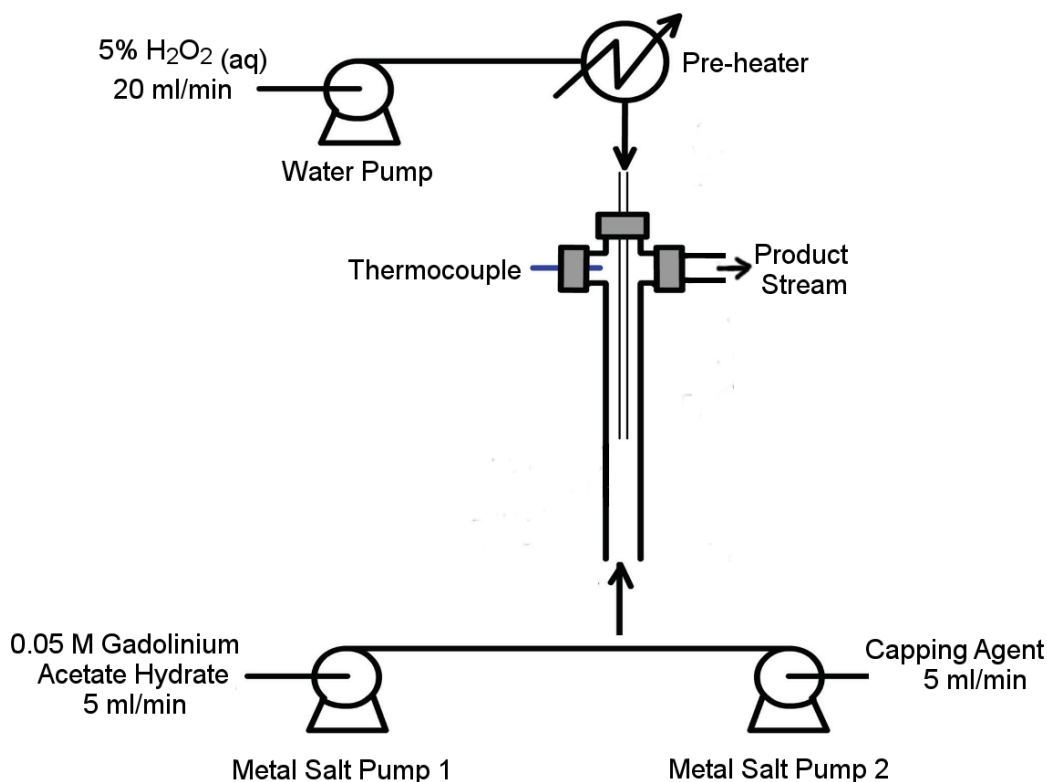 5% H₂O₂ (aq)
20 ml/min
Water Pump
Pre-heater
Thermocouple
Product
Stream
0.05 M Gadolinium
Acetate Hydrate
5 ml/min
Metal Salt Pump 1
Capping Agent
5 ml/min
Metal Salt Pump 2